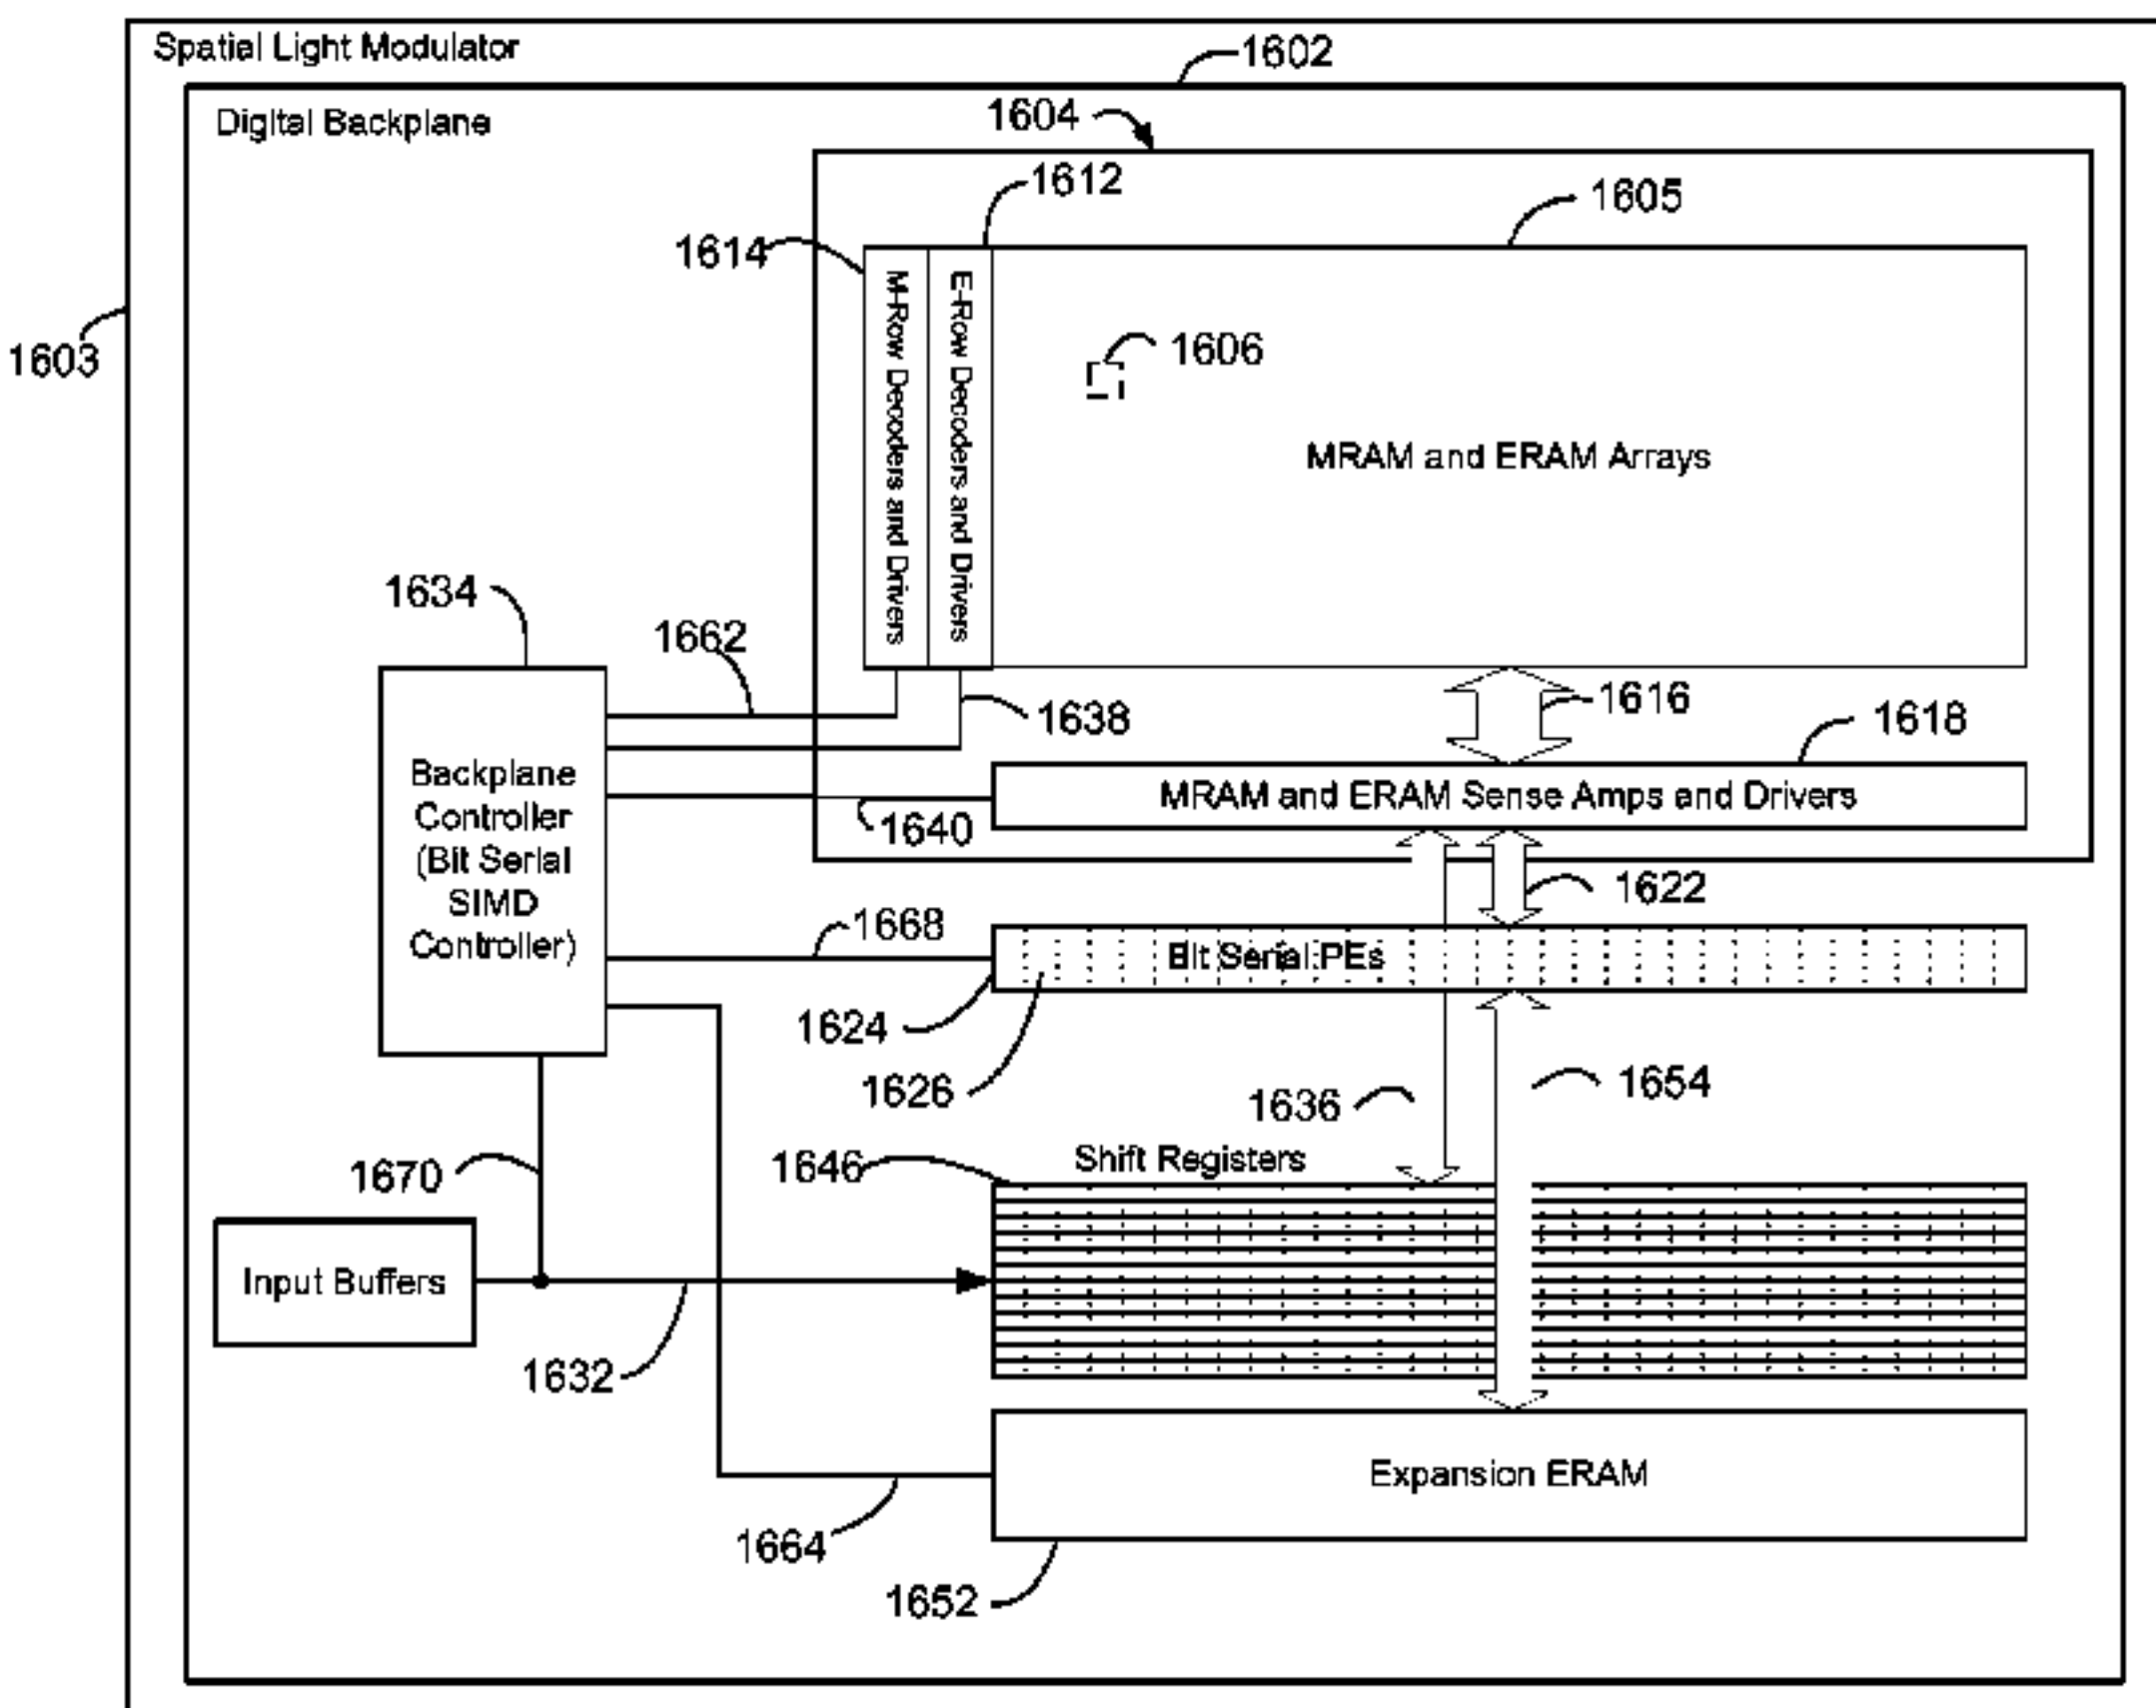 Spatial Light Modulator
1602
Digital Backplane
1604
1612
1605
1614
M-Row Decoders and Drivers
E-Row Decoders and Drivers
1603
1606
MRAM and ERAM Arrays
1634
1662
1638
1616
1618
Backplane
Controller
(Bit Serial
SIMD
Controller)
MRAM and ERAM Sense Amps and Drivers
1640
1622
1668
Bit Serial PEs
1624
1626
1636
1654
1670
1646
Shift Registers
Input Buffers
1632
Expansion ERAM
1664
1652